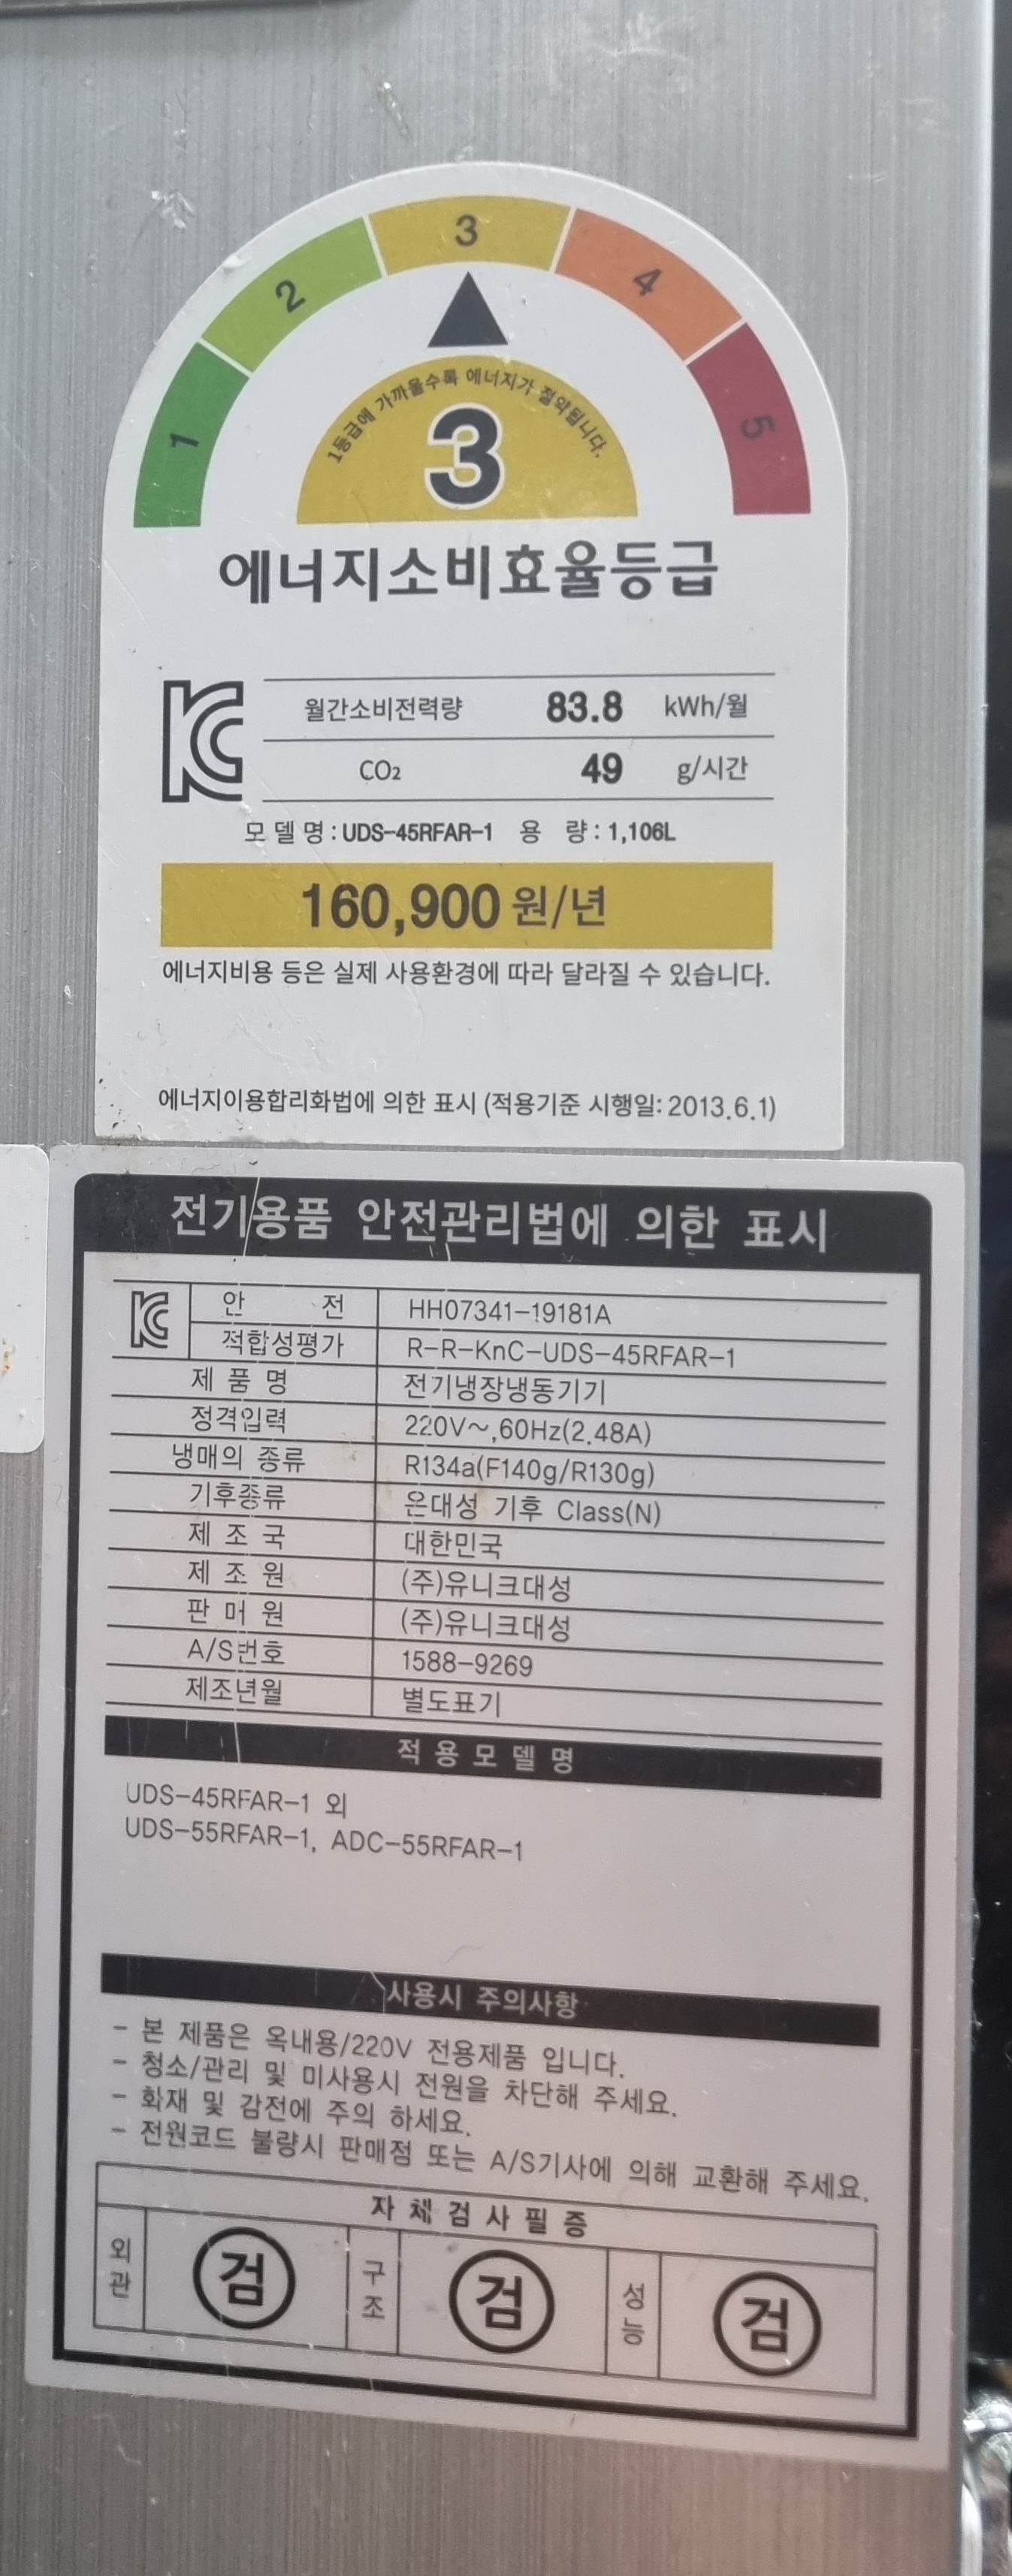 1 2 3 4 5
1등급에 가까울수록 에너지가 절약됩니다.
3
에너지소비효율등급
월간소비전력량 83.8 kWh/월
CO₂ 49 g/시간
모 델 명 : UDS-45RFAR-1 용 량 : 1,106L
160,900 원/년
에너지비용 등은 실제 사용환경에 따라 달라질 수 있습니다.
에너지이용합리화법에 의한 표시 (적용기준 시행일: 2013.6.1)
전기용품 안전관리법에 의한 표시
안 전 HH07341-19181A
적합성평가 R-R-KnC-UDS-45RFAR-1
제 품 명 전기냉장냉동기기
정격입력 220V~,60Hz(2.48A)
냉매의 종류 R134a(F140g/R130g)
기후종류 온대성 기후 Class(N)
제 조 국 대한민국
제 조 원 (주)유니크대성
판 매 원 (주)유니크대성
A/S번호 1588-9269
제조년월 별도표기
적 용 모 델 명
UDS-45RFAR-1 외
UDS-55RFAR-1, ADC-55RFAR-1
사용시 주의사항
- 본 제품은 옥내용/220V 전용제품 입니다.
- 청소/관리 및 미사용시 전원을 차단해 주세요.
- 화재 및 감전에 주의 하세요.
- 전원코드 불량시 판매점 또는 A/S기사에 의해 교환해 주세요.
자 체 검 사 필 증
외관 검 구조 검 성능 검